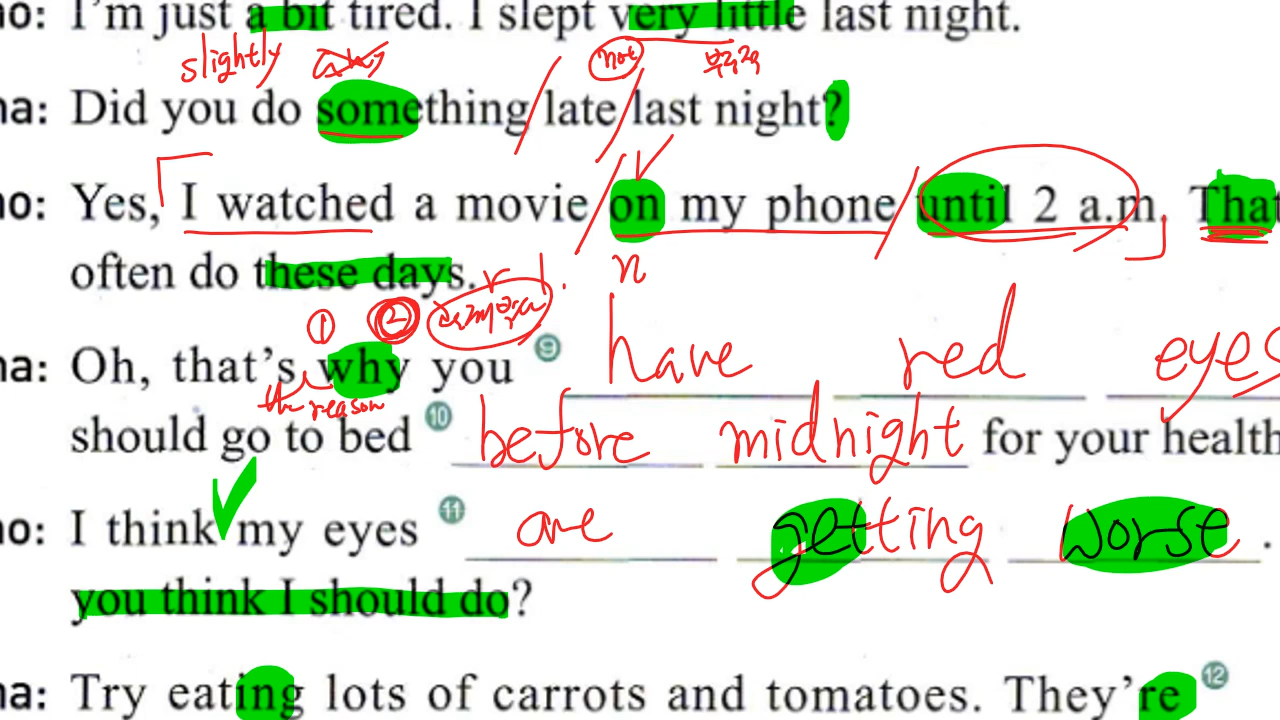 no: I'm just a bit tired. I slept very little last night.
slightly not 부정적
na: Did you do something / late / last night?
no: Yes, I watched a movie / on my phone / until 2 a.m. That
n
often do these days.
① ②
na: Oh, that's why you ⑨ have red eyes
the reason
should go to bed ⑩ before midnight for your health
no: I think ✓ my eyes ⑪ are getting worse.
you think I should do?
na: Try eating lots of carrots and tomatoes. They're ⑫